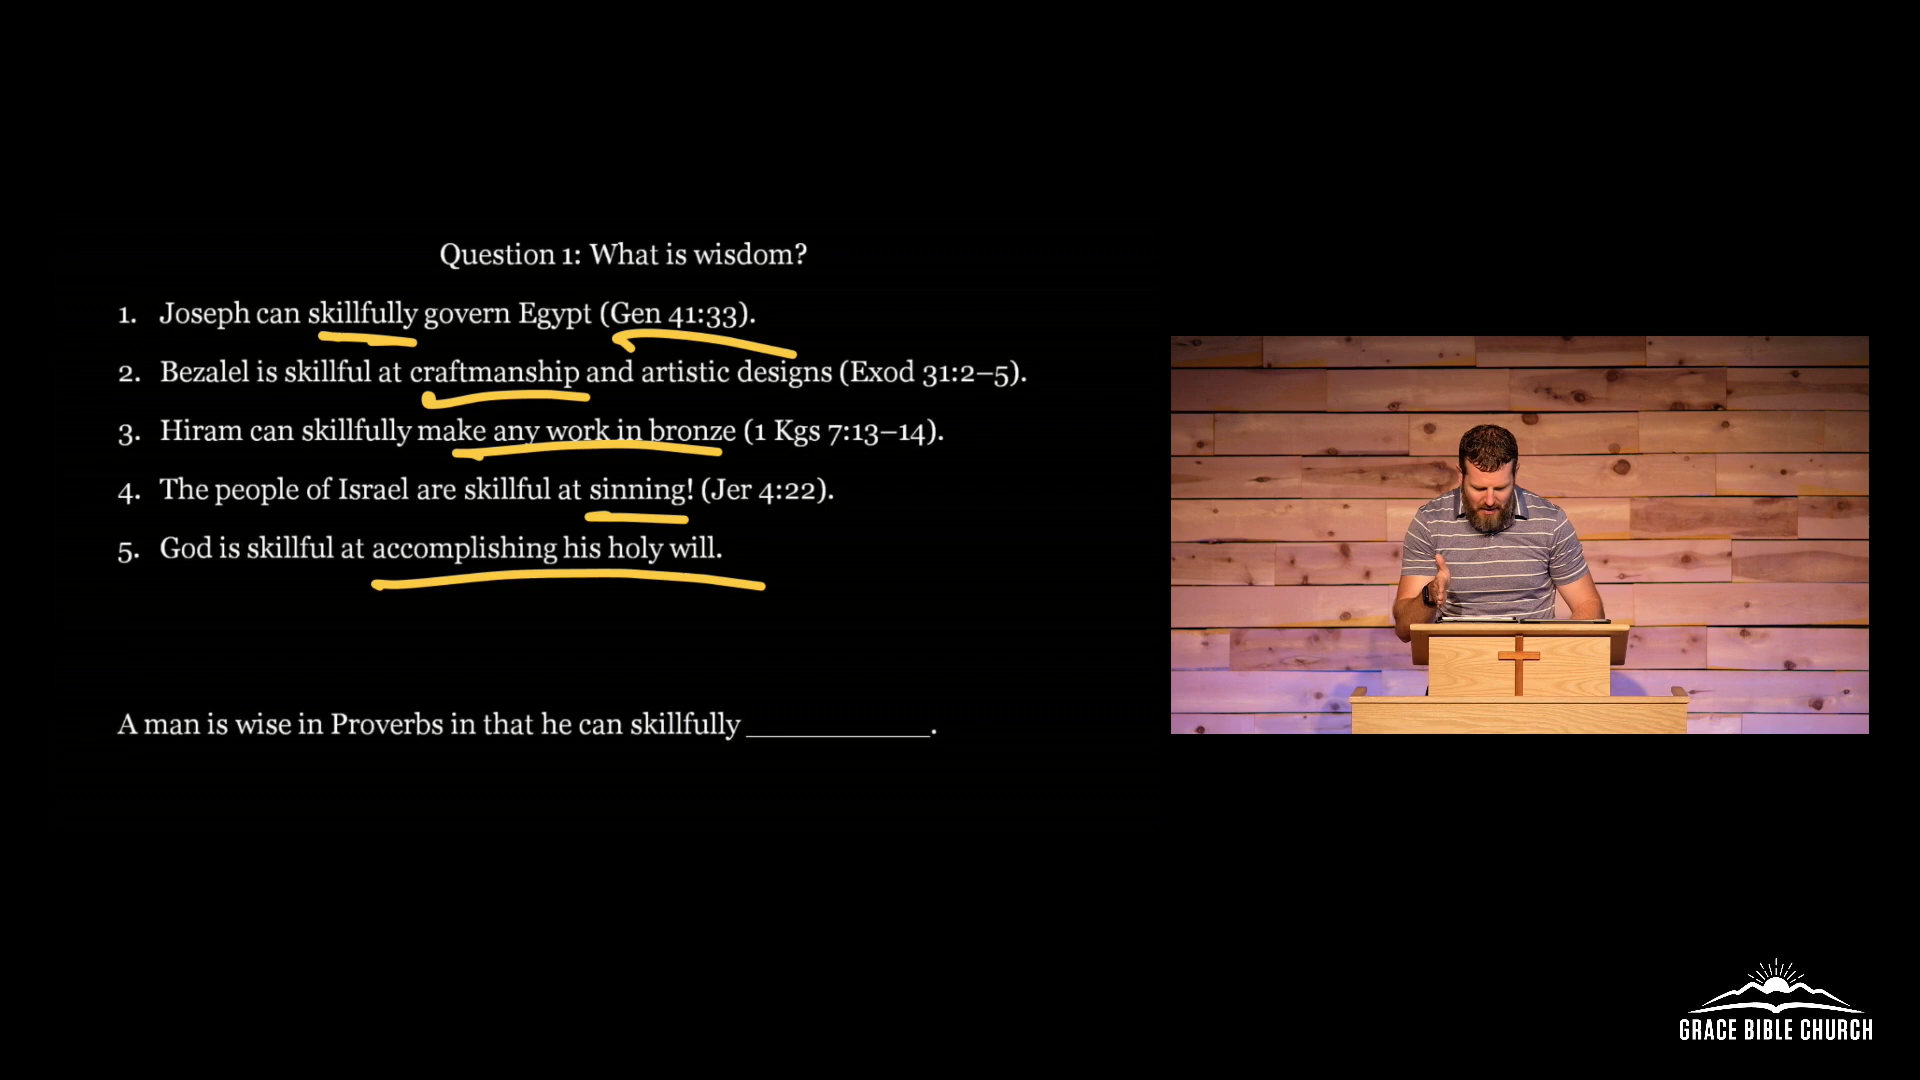 Question 1: What is wisdom?
1. Joseph can skillfully govern Egypt (Gen 41:33).
2. Bezalel is skillful at craftmanship and artistic designs (Exod 31:2–5).
3. Hiram can skillfully make any work in bronze (1 Kgs 7:13–14).
4. The people of Israel are skillful at sinning! (Jer 4:22).
5. God is skillful at accomplishing his holy will.
A man is wise in Proverbs in that he can skillfully ____________.
GRACE BIBLE CHURCH